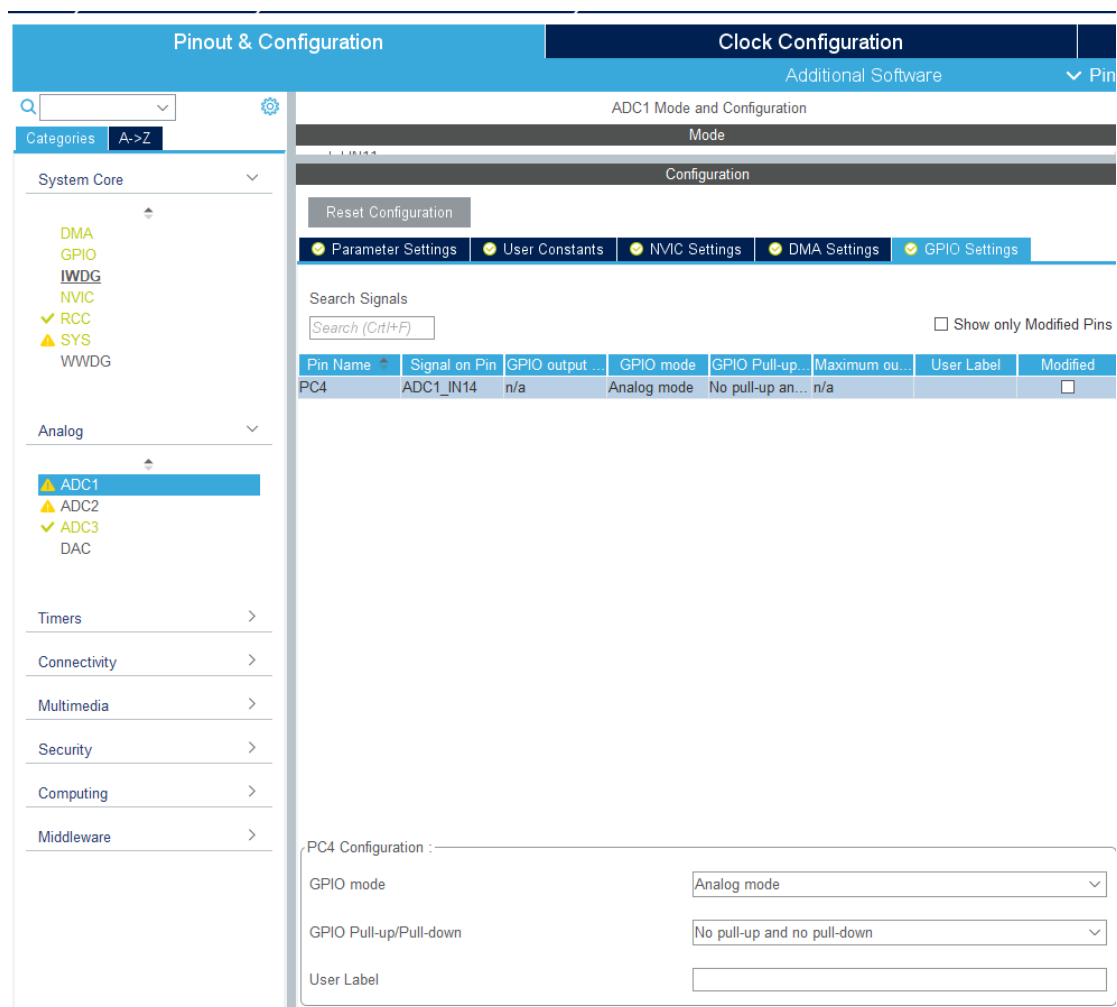 Pinout & Configuration
Clock Configuration
Additional Software
Pin
ADC1 Mode and Configuration
Categories
A->Z
Mode
System Core
Configuration
Reset Configuration
DMA
GPIO
IWDG
NVIC
RCC
SYS
WWDG
Parameter Settings
User Constants
NVIC Settings
DMA Settings
GPIO Settings
Search Signals
Search (Crtl+F)
Show only Modified Pins
Pin Name Signal on Pin GPIO output ... GPIO mode GPIO Pull-up... Maximum ou... User Label Modified
PC4 ADC1_IN14 n/a Analog mode No pull-up an... n/a
Analog
ADC1
ADC2
ADC3
DAC
Timers
Connectivity
Multimedia
Security
Computing
Middleware
PC4 Configuration :
GPIO mode Analog mode
GPIO Pull-up/Pull-down No pull-up and no pull-down
User Label